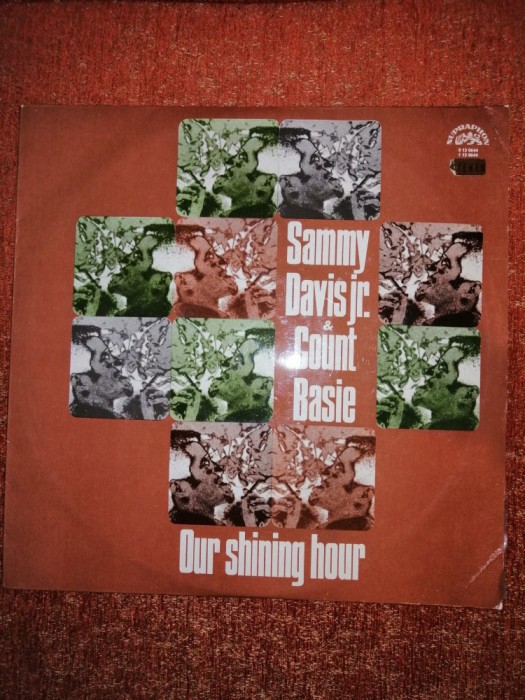 SUPRAPHON
Sammy
Davis jr.
&
Count
Basie
Our shining hour